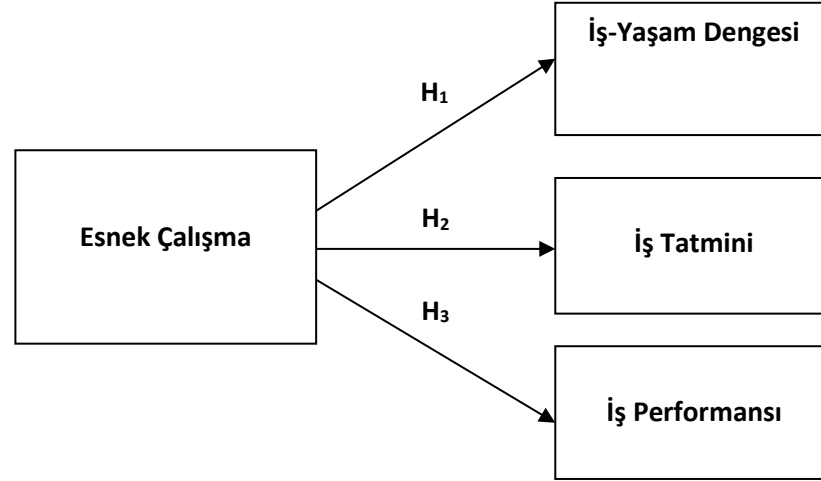 İş-Yaşam Dengesi
H₁
Esnek Çalışma
H₂
İş Tatmini
H₃
İş Performansı